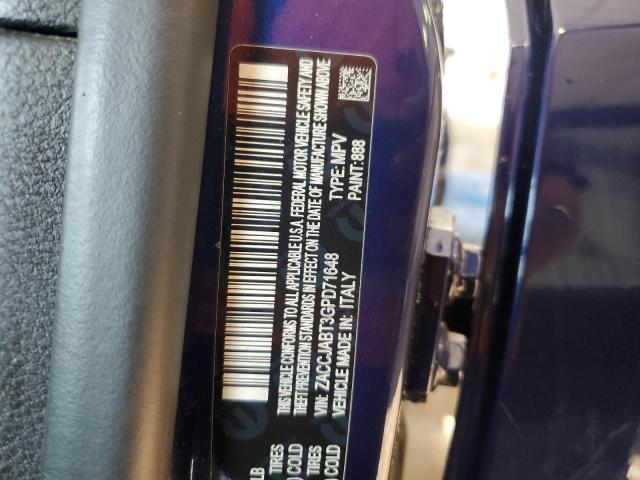 THIS VEHICLE CONFORMS TO ALL APPLICABLE U.S.A. FEDERAL MOTOR VEHICLE SAFETY AND
THEFT PREVENTION STANDARDS IN EFFECT ON THE DATE OF MANUFACTURE SHOWN ABOVE
VIN: ZACCJABT3GPD71648 TYPE: MPV
VEHICLE MADE IN: ITALY PAINT: 888
LB
TIRES
COLD
TIRES
COLD